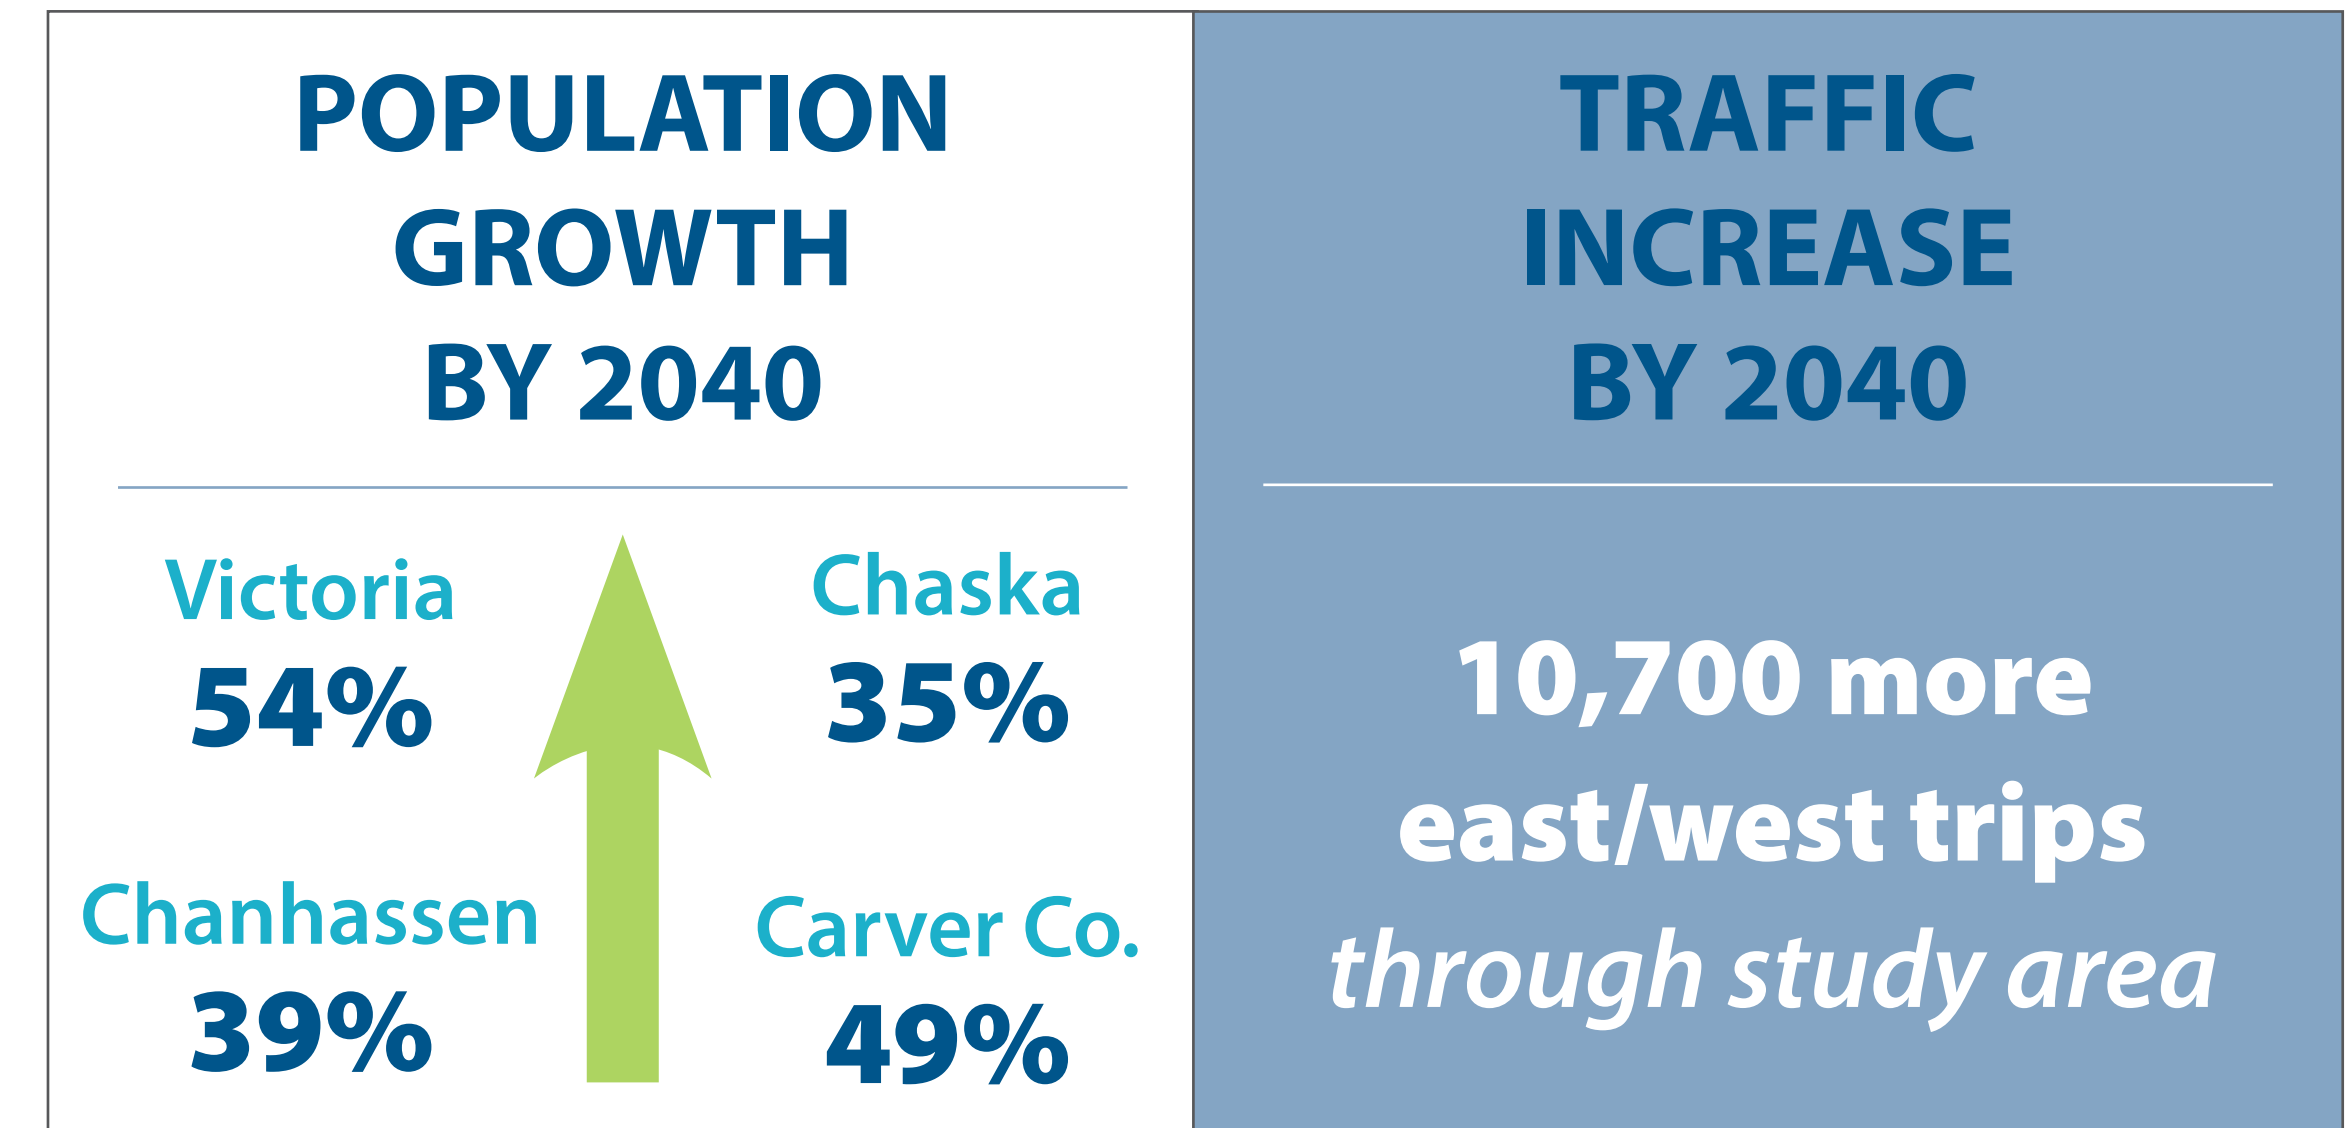 POPULATION
GROWTH
BY 2040
Victoria
54%
Chaska
35%
Chanhassen
39%
Carver Co.
49%
TRAFFIC
INCREASE
BY 2040
10,700 more
east/west trips
through study area